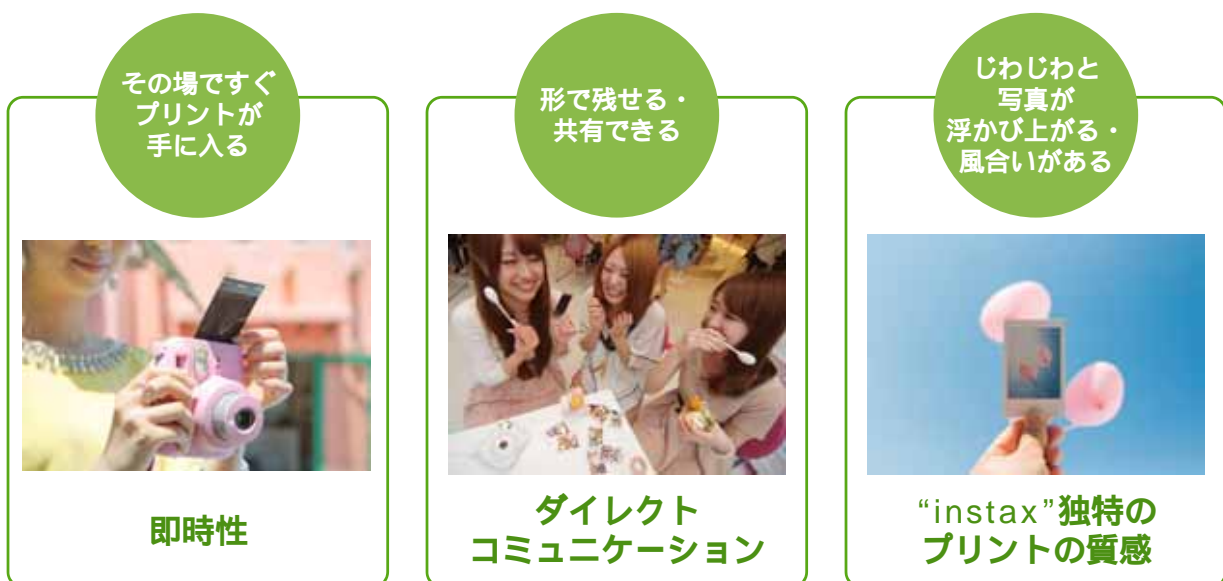 その場ですぐ
プリントが
手に入る
即時性
形で残せる・
共有できる
ダイレクト
コミュニケーション
じわじわと
写真が
浮かび上がる・
風合いがある
“instax”独特の
プリントの質感